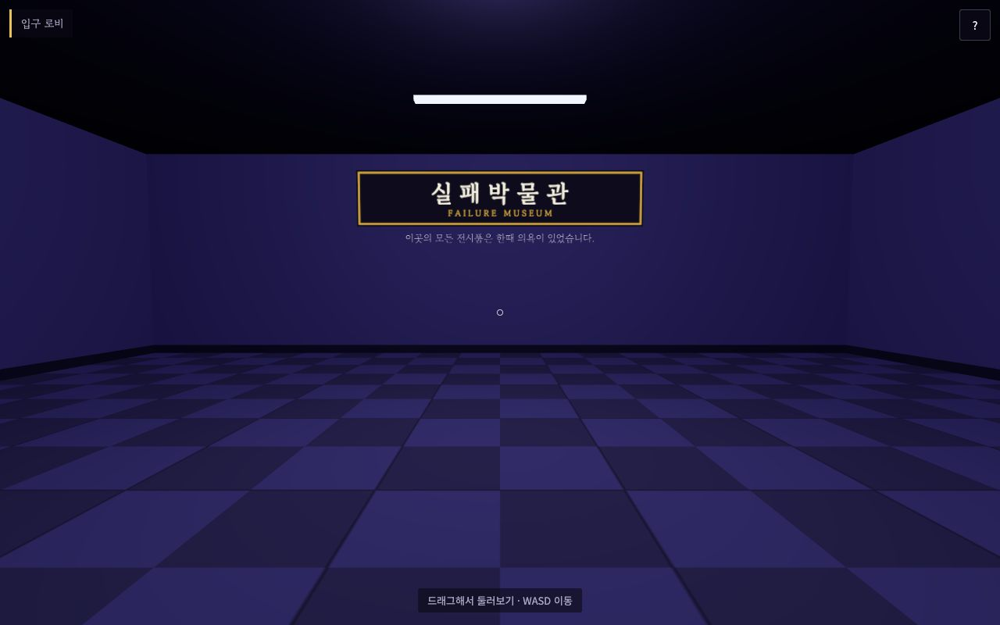 입구 로비
?
실패박물관
FAILURE MUSEUM
이곳의 모든 전시품은 한때 의욕이 있었습니다.
드래그해서 둘러보기 · WASD 이동